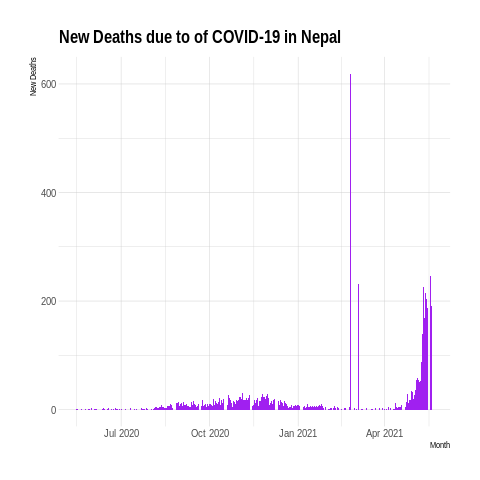 New Deaths due to of COVID-19 in Nepal
New Deaths
600
400
200
0
Jul 2020 Oct 2020 Jan 2021 Apr 2021
Month